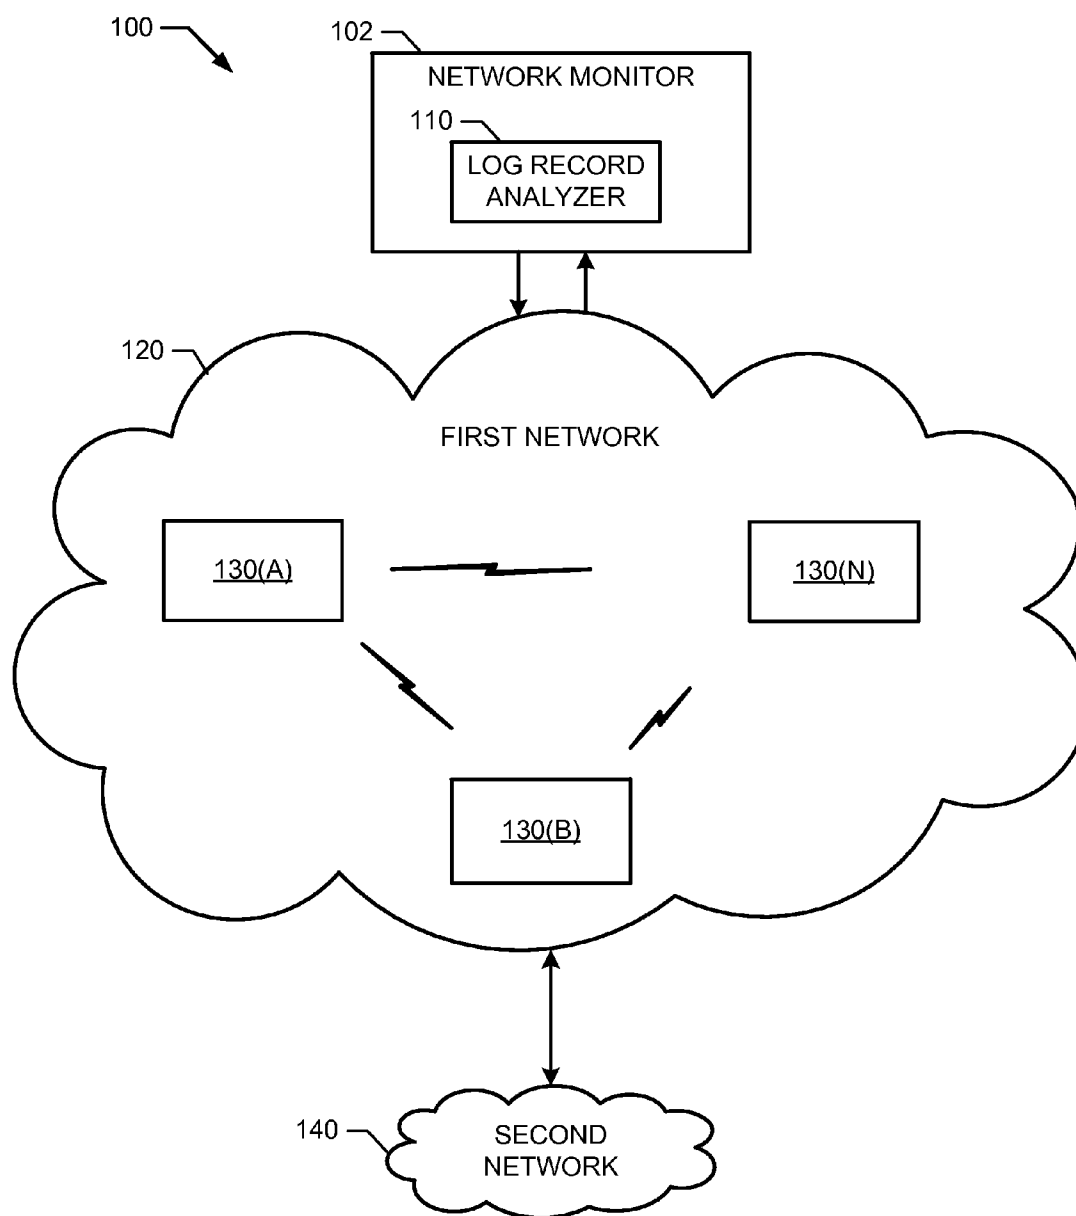 100
102
NETWORK MONITOR
110
LOG RECORD
ANALYZER
120
FIRST NETWORK
130(A)
130(N)
130(B)
140
SECOND
NETWORK